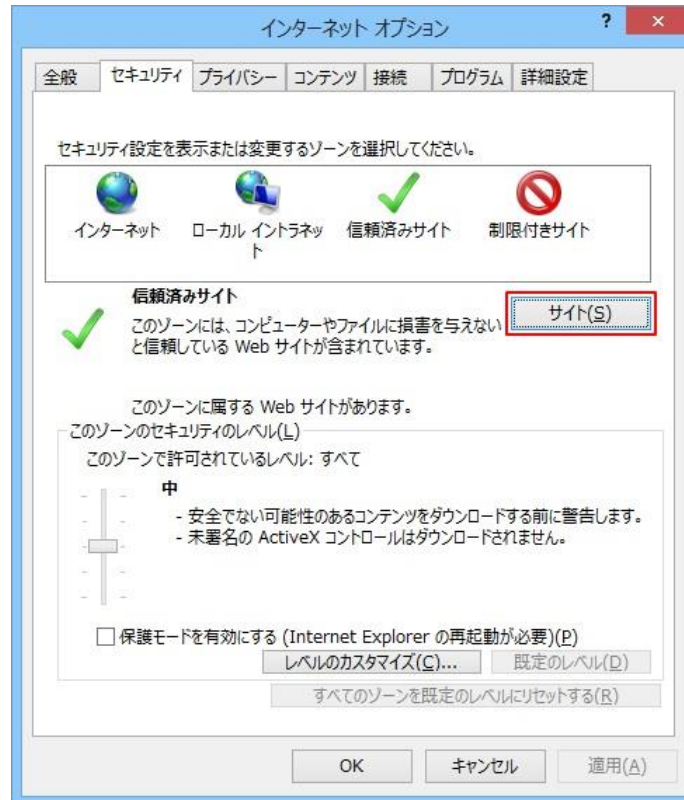 インターネット オプション
?
×
全般 セキュリティ プライバシー コンテンツ 接続 プログラム 詳細設定
セキュリティ設定を表示または変更するゾーンを選択してください。
インターネット ローカル イントラネッ 信頼済みサイト 制限付きサイト
ト
信頼済みサイト
サイト(S)
このゾーンには、コンピューターやファイルに損害を与えない
と信頼している Web サイトが含まれています。
このゾーンに属する Web サイトがあります。
このゾーンのセキュリティのレベル(L)
このゾーンで許可されているレベル: すべて
中
- 安全でない可能性のあるコンテンツをダウンロードする前に警告します。
- 未署名の ActiveX コントロールはダウンロードされません。
保護モードを有効にする (Internet Explorer の再起動が必要)(P)
レベルのカスタマイズ(C)... 既定のレベル(D)
すべてのゾーンを既定のレベルにリセットする(R)
OK キャンセル 適用(A)